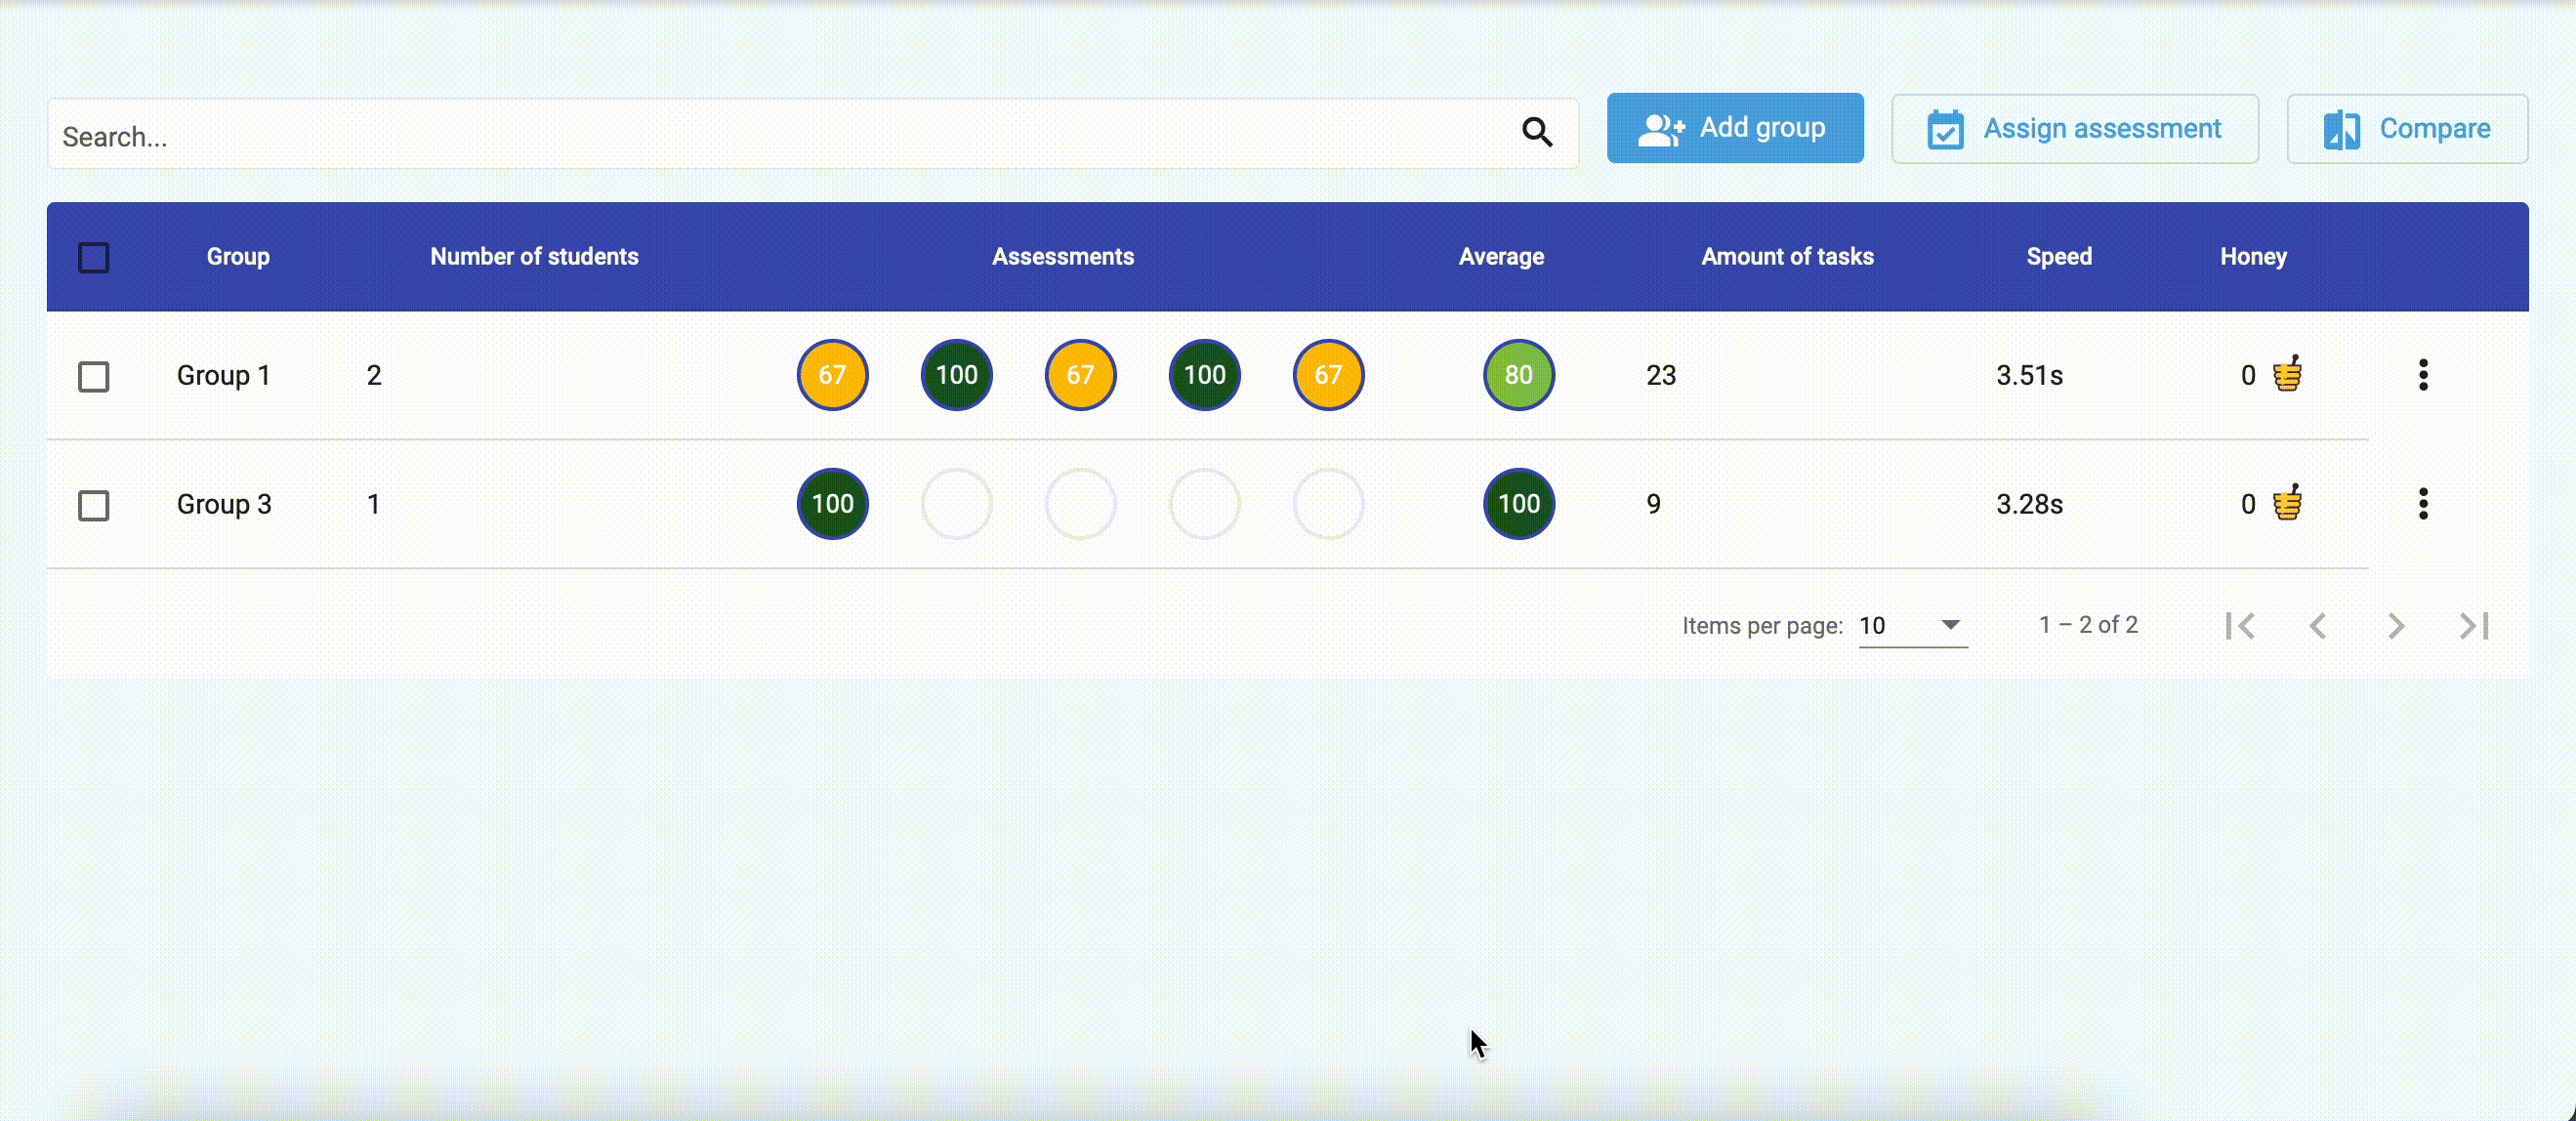 Search...
Add group
Assign assessment
Compare
Group Number of students Assessments Average Amount of tasks Speed Honey
Group 1 2 67 100 67 100 67 80 23 3.51s 0
Group 3 1 100 100 9 3.28s 0
Items per page: 10 1 – 2 of 2